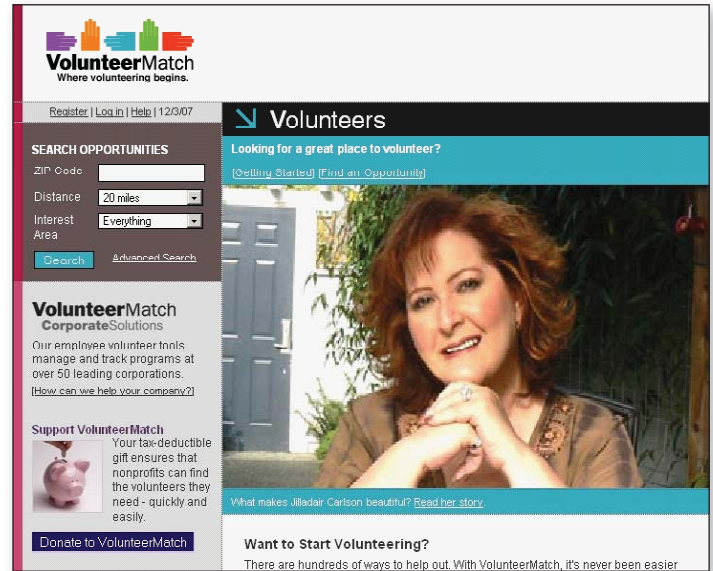 VolunteerMatch
Where volunteering begins.
Register | Log in | Help | 12/3/07
SEARCH OPPORTUNITIES
ZIP Code
Distance
20 miles
Interest
Area
Everything
Search
Advanced Search
VolunteerMatch
CorporateSolutions
Our employee volunteer tools
manage and track programs at
over 50 leading corporations.
[How can we help your company?]
Support VolunteerMatch
Your tax-deductible
gift ensures that
nonprofits can find
the volunteers they
need - quickly and
easily.
Donate to VolunteerMatch
Volunteers
Looking for a great place to volunteer?
[Getting Started] [Find an Opportunity]
What makes Jilladair Carlson beautiful? Read her story.
Want to Start Volunteering?
There are hundreds of ways to help out. With VolunteerMatch, it's never been easier